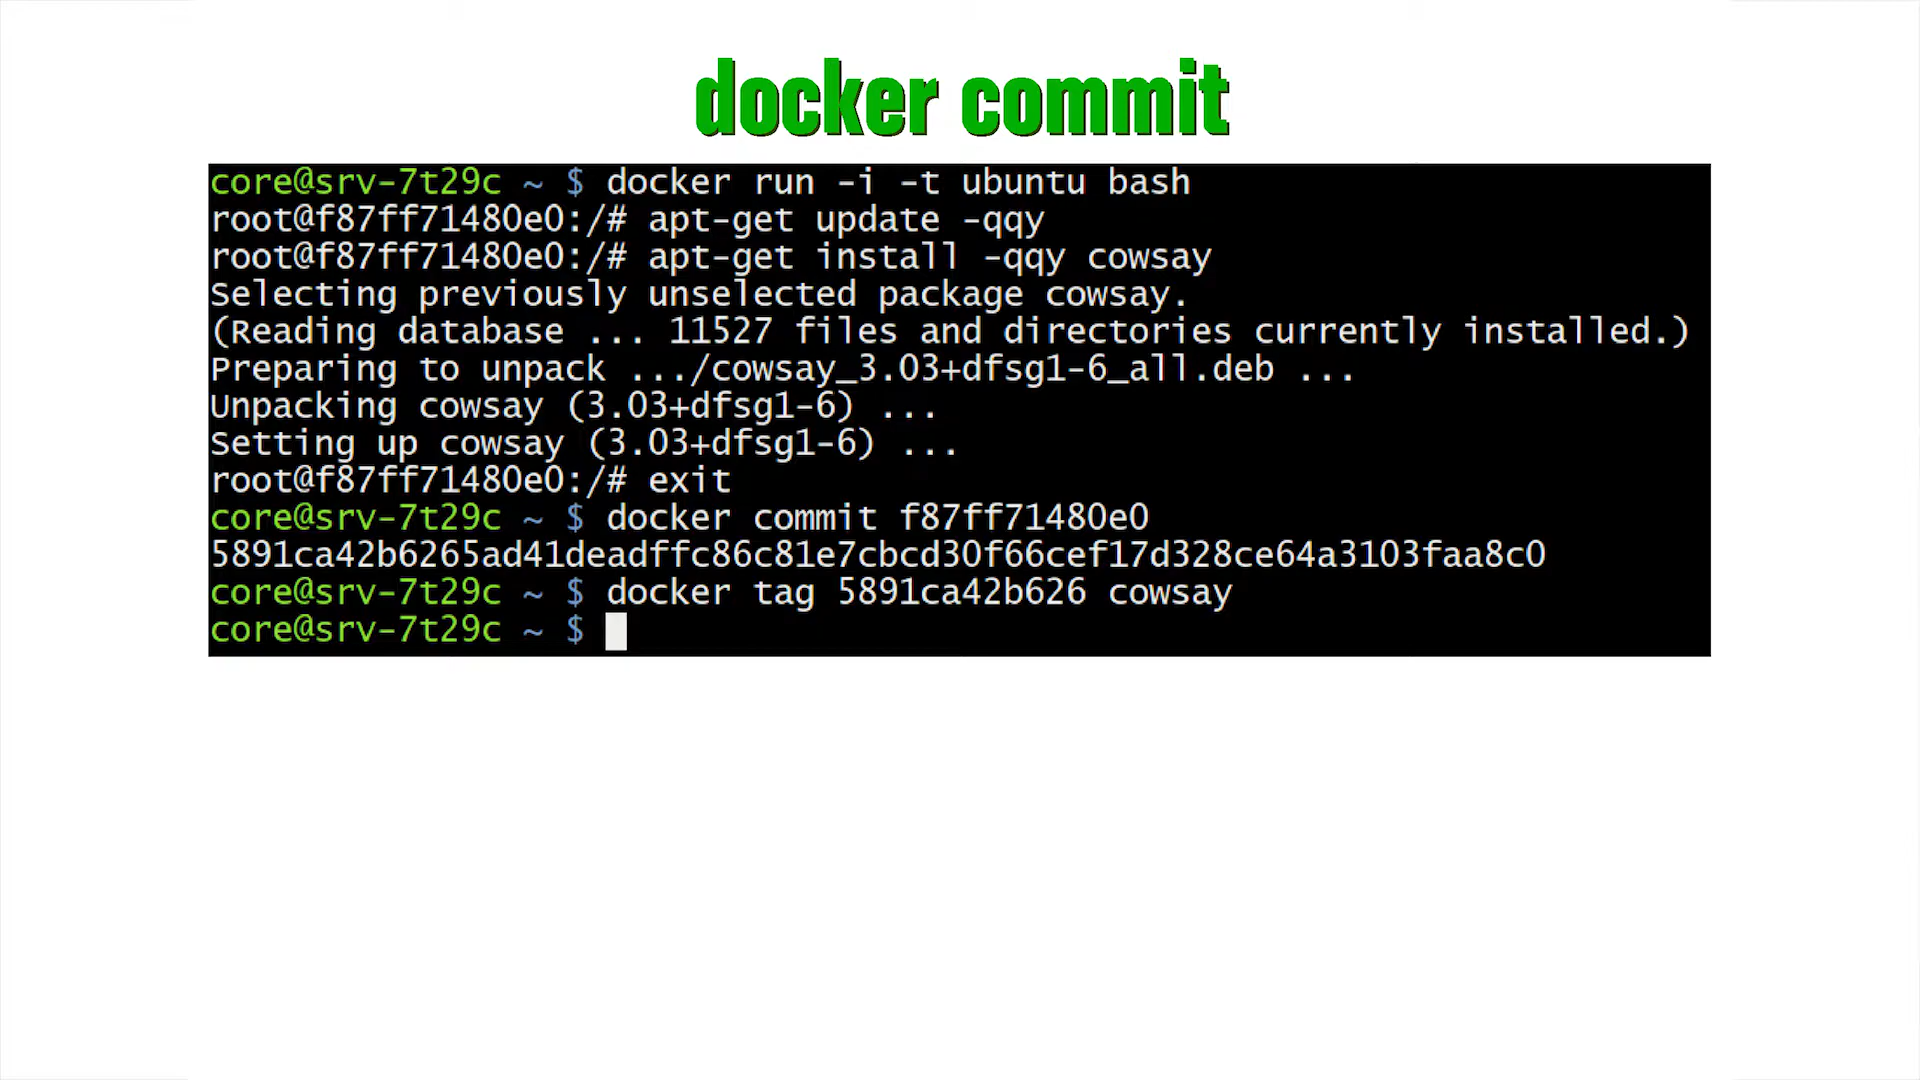 docker commit
core@srv-7t29c ~ $ docker run -i -t ubuntu bash
root@f87ff71480e0:/# apt-get update -qqy
root@f87ff71480e0:/# apt-get install -qqy cowsay
Selecting previously unselected package cowsay.
(Reading database ... 11527 files and directories currently installed.)
Preparing to unpack .../cowsay_3.03+dfsg1-6_all.deb ...
Unpacking cowsay (3.03+dfsg1-6) ...
Setting up cowsay (3.03+dfsg1-6) ...
root@f87ff71480e0:/# exit
core@srv-7t29c ~ $ docker commit f87ff71480e0
5891ca42b6265ad41deadffc86c81e7cbcd30f66cef17d328ce64a3103faa8c0
core@srv-7t29c ~ $ docker tag 5891ca42b626 cowsay
core@srv-7t29c ~ $